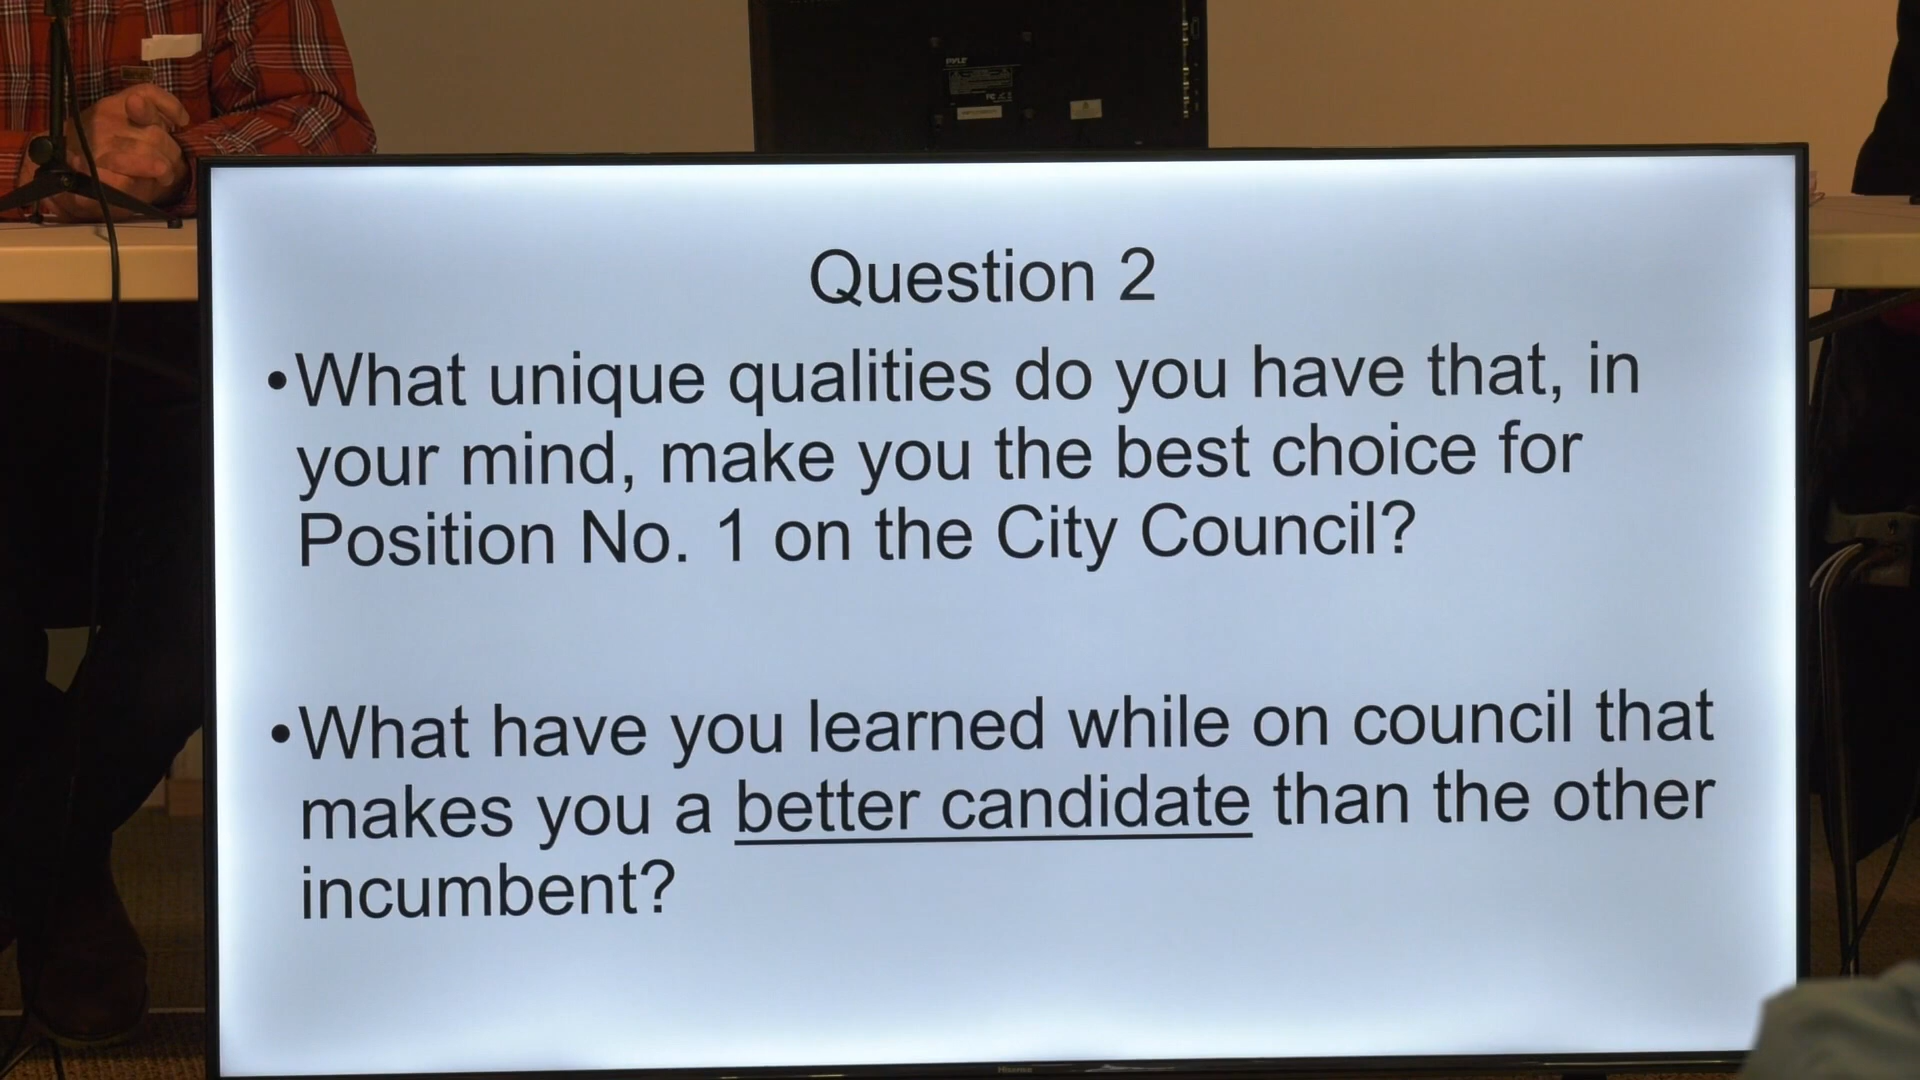 PYLE
Question 2
•What unique qualities do you have that, in
your mind, make you the best choice for
Position No. 1 on the City Council?
•What have you learned while on council that
makes you a better candidate than the other
incumbent?
Hisense